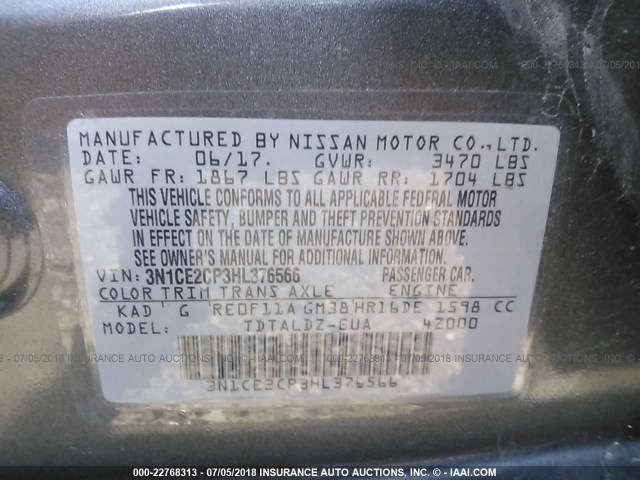 MANUFACTURED BY NISSAN MOTOR CO., LTD.
DATE: 06/17. GVWR: 3470 LBS
GAWR FR: 1867 LBS GAWR RR: 1704 LBS
THIS VEHICLE CONFORMS TO ALL APPLICABLE FEDERAL MOTOR
VEHICLE SAFETY, BUMPER AND THEFT PREVENTION STANDARDS
IN EFFECT ON THE DATE OF MANUFACTURE SHOWN ABOVE.
SEE OWNER'S MANUAL FOR ADDITIONAL INFORMATION.
VIN: 3N1CE2CP3HL376566 PASSENGER CAR.
COLOR TRIM TRANS AXLE ENGINE
KAD G RE0F11A GM38 HR16DE 1598 CC
MODEL: TDTALDZ-EUA 42000
3N1CE2CP3HL376566
000-22768313 - 07/05/2018 INSURANCE AUTO AUCTIONS, INC. - © - IAAI.COM